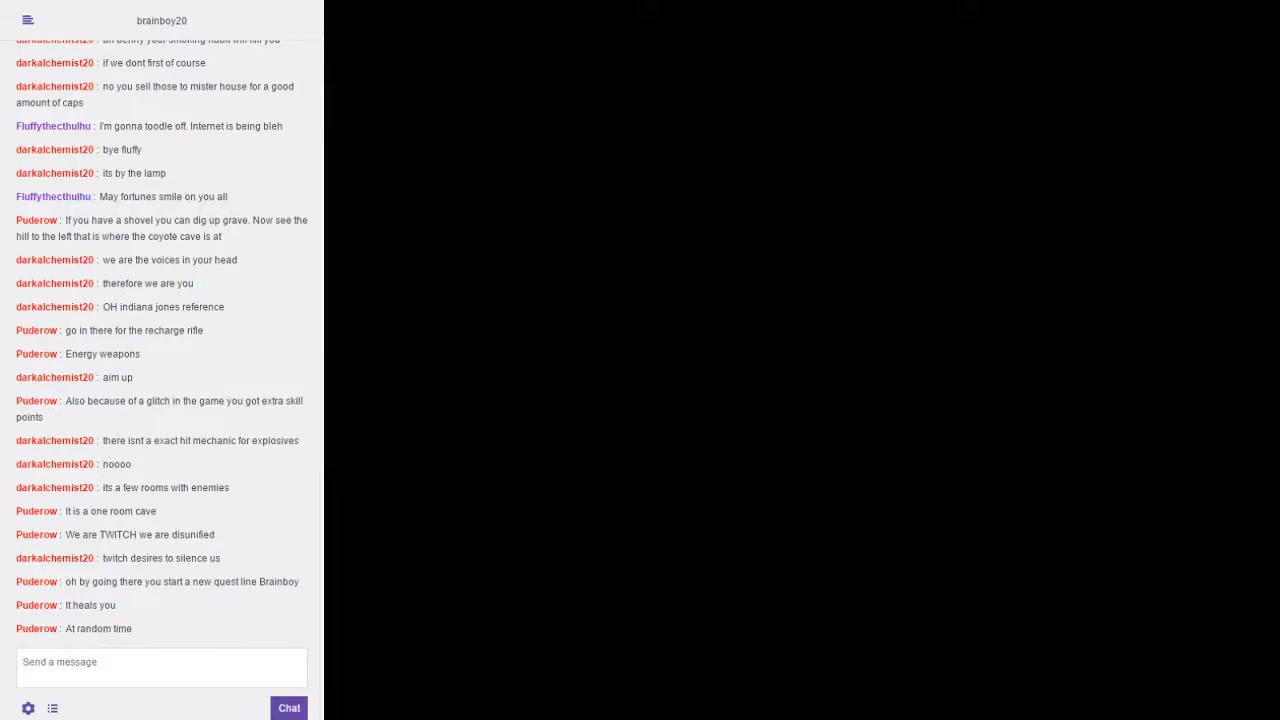 brainboy20
darkalchemist20 : ah benny your smoking habit will kill you
darkalchemist20 : if we dont first of course
darkalchemist20 : no you sell those to mister house for a good
amount of caps
Fluffythecthulhu : I'm gonna toodle off. Internet is being bleh
darkalchemist20 : bye fluffy
darkalchemist20 : its by the lamp
Fluffythecthulhu : May fortunes smile on you all
Puderow : If you have a shovel you can dig up grave. Now see the
hill to the left that is where the coyote cave is at
darkalchemist20 : we are the voices in your head
darkalchemist20 : therefore we are you
darkalchemist20 : OH indiana jones reference
Puderow : go in there for the recharge rifle
Puderow : Energy weapons
darkalchemist20 : aim up
Puderow : Also because of a glitch in the game you got extra skill
points
darkalchemist20 : there isnt a exact hit mechanic for explosives
darkalchemist20 : noooo
darkalchemist20 : its a few rooms with enemies
Puderow : It is a one room cave
Puderow : We are TWITCH we are disunified
darkalchemist20 : twitch desires to silence us
Puderow : oh by going there you start a new quest line Brainboy
Puderow : It heals you
Puderow : At random time
Send a message
Chat